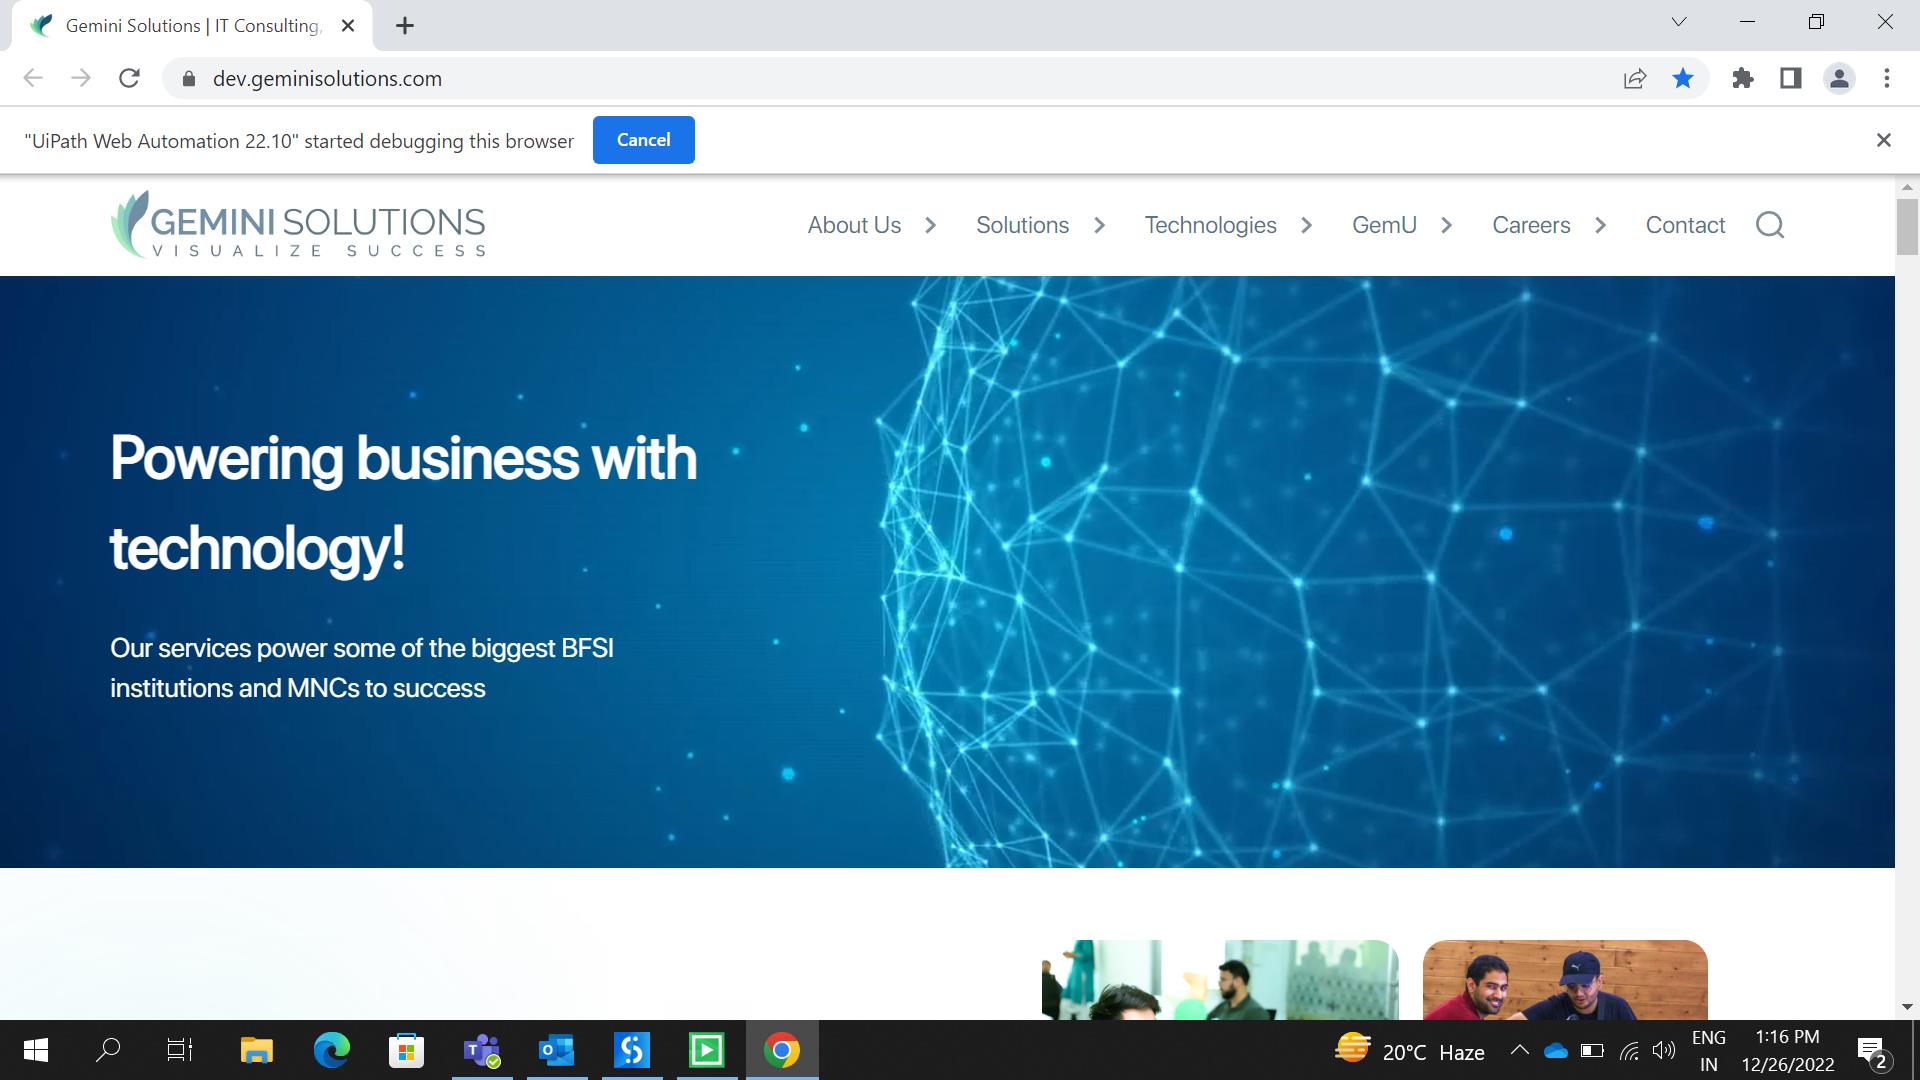 Gemini Solutions | IT Consulting,
dev.geminisolutions.com
"UiPath Web Automation 22.10" started debugging this browser
Cancel
GEMINI SOLUTIONS
VISUALIZE SUCCESS
About Us
Solutions
Technologies
GemU
Careers
Contact
Powering business with
technology!
Our services power some of the biggest BFSI
institutions and MNCs to success
20°C Haze
ENG
IN
1:16 PM
12/26/2022
2